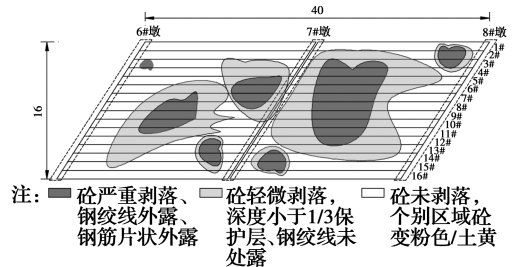 40
6#墩
7#墩
8#墩
16
1#
2#
3#
4#
5#
6#
7#
8#
9#
10#
11#
12#
13#
14#
15#
16#
注: 砼严重剥落、 砼轻微剥落, 砼未剥落,
钢绞线外露、 深度小于1/3保 个别区域砼
钢筋片状外露 护层、钢绞线未 变粉色/土黄
处露